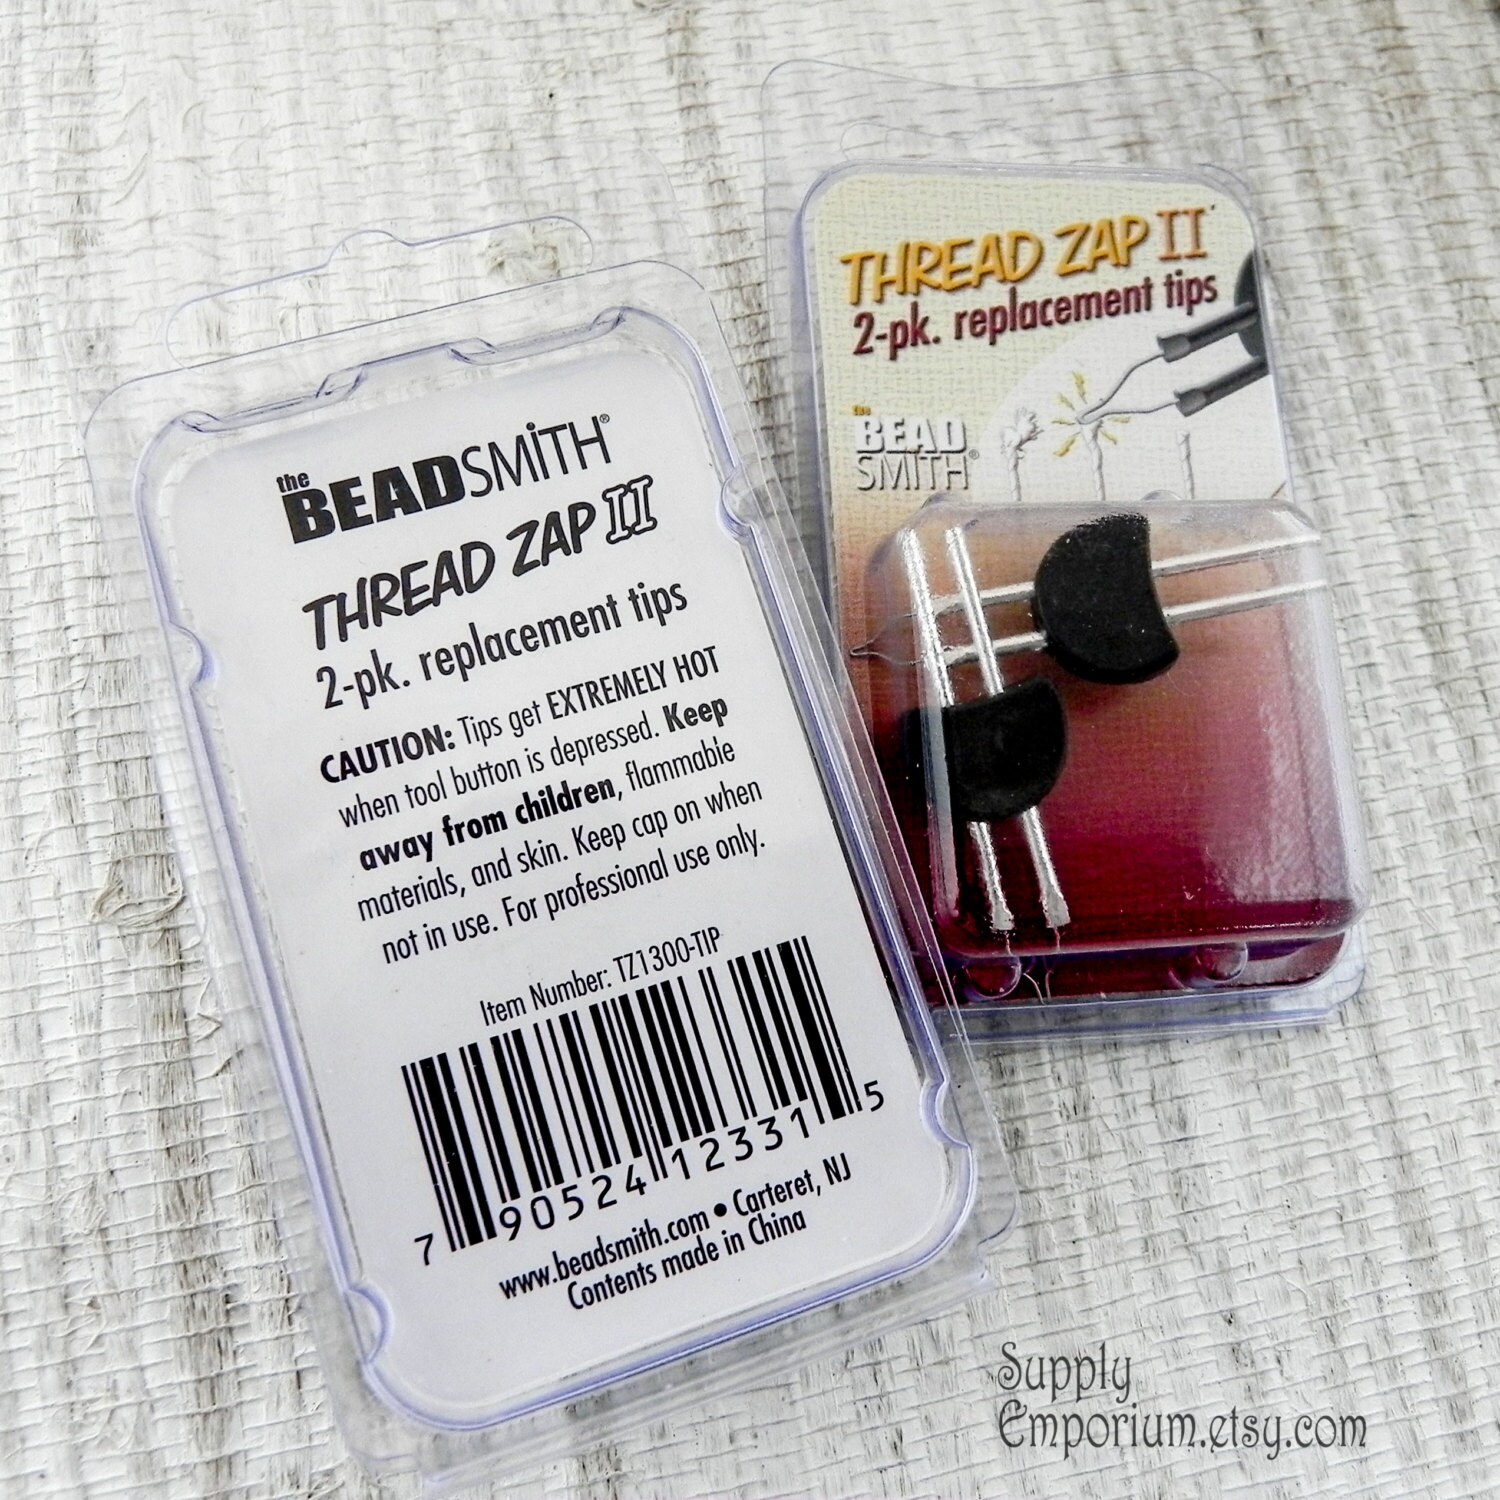 the
BEADSMiTH®
THREAD ZAP II
2-pk. replacement tips
CAUTION: Tips get EXTREMELY HOT
when tool button is depressed. Keep
away from children, flammable
materials, and skin. Keep cap on when
not in use. For professional use only.
Item Number: TZ1300-TIP
7 90524 12331 5
www.beadsmith.com • Carteret, NJ
Contents made in China
THREAD ZAP II
2-pk. replacement tips
the
BEAD
SMITH®
Supply
Emporium.etsy.com